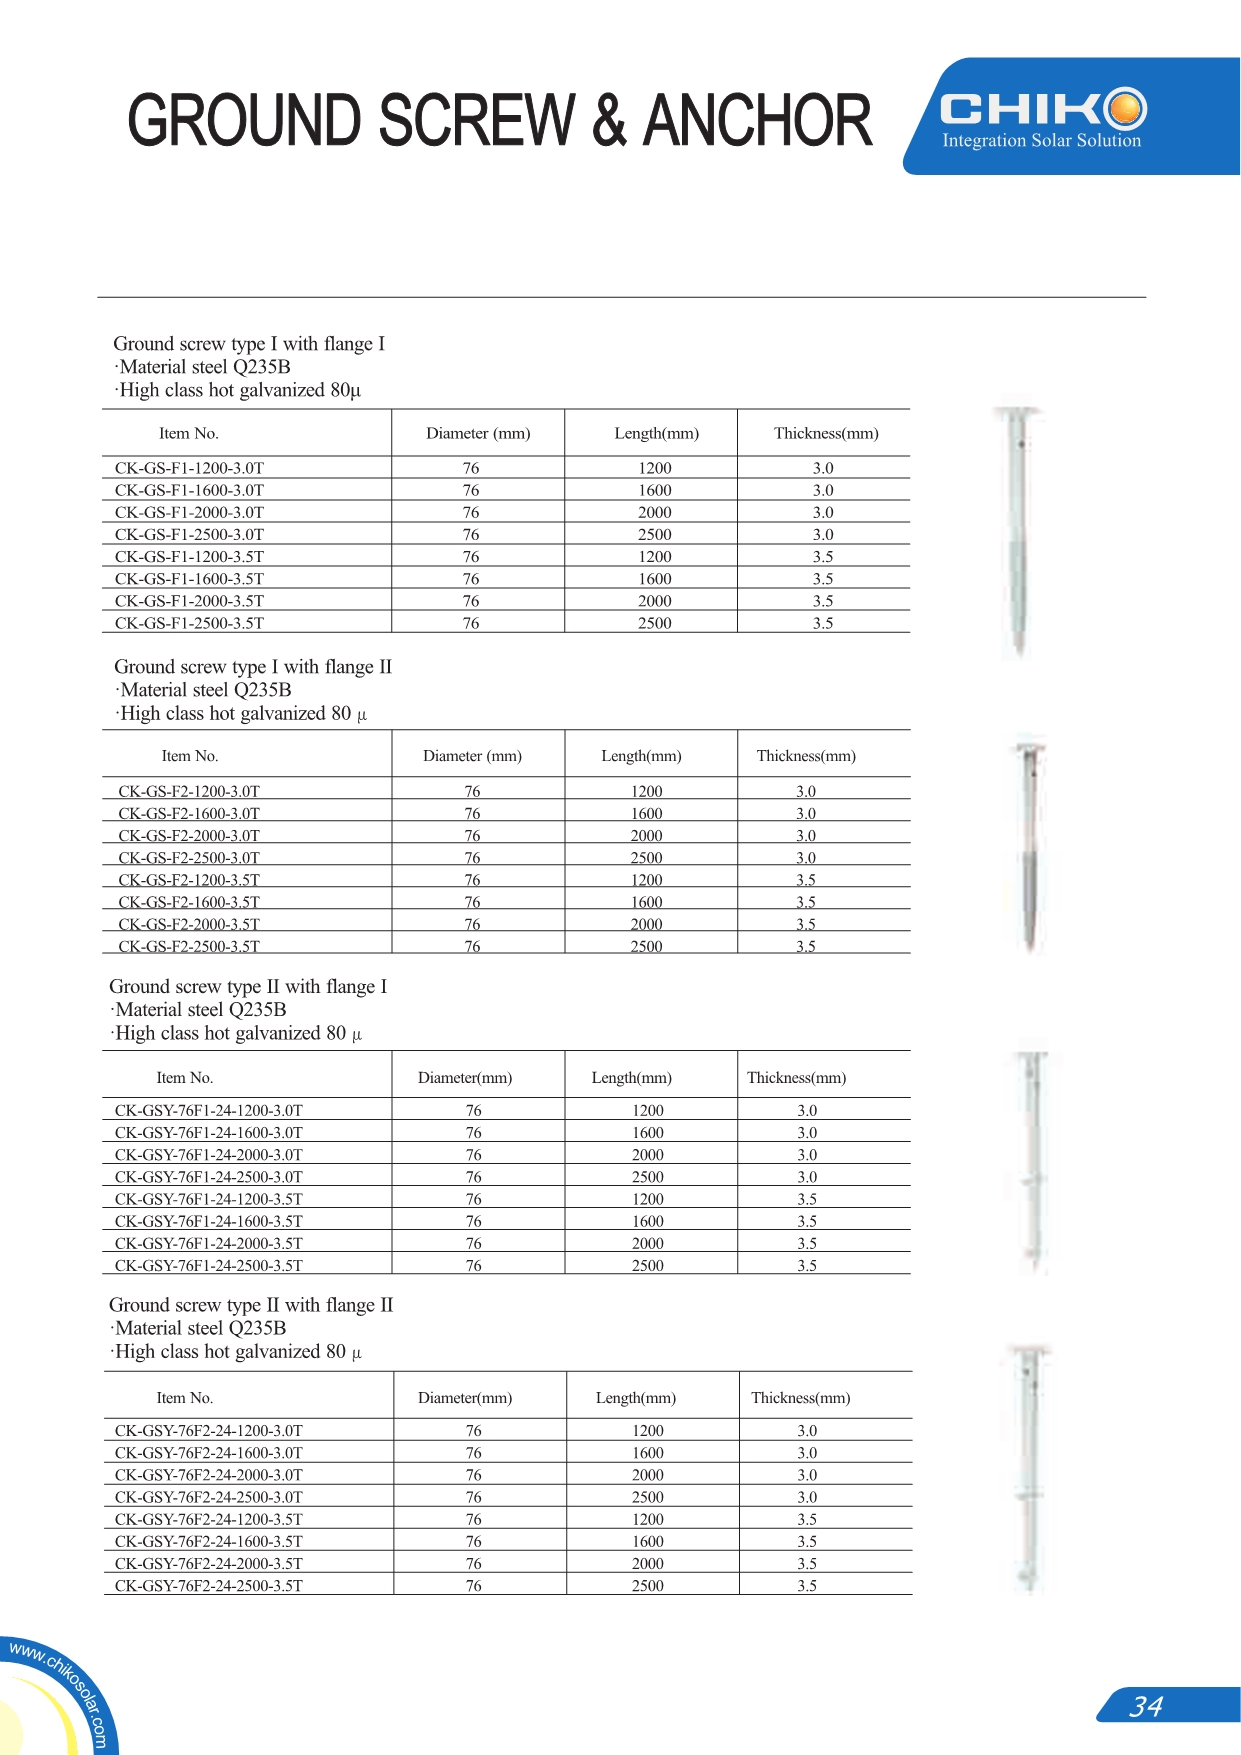 GROUND SCREW & ANCHOR
CHIKO
Integration Solar Solution
Ground screw type I with flange I
·Material steel Q235B
·High class hot galvanized 80μ
Item No. Diameter (mm) Length(mm) Thickness(mm)
CK-GS-F1-1200-3.0T 76 1200 3.0
CK-GS-F1-1600-3.0T 76 1600 3.0
CK-GS-F1-2000-3.0T 76 2000 3.0
CK-GS-F1-2500-3.0T 76 2500 3.0
CK-GS-F1-1200-3.5T 76 1200 3.5
CK-GS-F1-1600-3.5T 76 1600 3.5
CK-GS-F1-2000-3.5T 76 2000 3.5
CK-GS-F1-2500-3.5T 76 2500 3.5
Ground screw type I with flange II
·Material steel Q235B
·High class hot galvanized 80 μ
Item No. Diameter (mm) Length(mm) Thickness(mm)
CK-GS-F2-1200-3.0T 76 1200 3.0
CK-GS-F2-1600-3.0T 76 1600 3.0
CK-GS-F2-2000-3.0T 76 2000 3.0
CK-GS-F2-2500-3.0T 76 2500 3.0
CK-GS-F2-1200-3.5T 76 1200 3.5
CK-GS-F2-1600-3.5T 76 1600 3.5
CK-GS-F2-2000-3.5T 76 2000 3.5
CK-GS-F2-2500-3.5T 76 2500 3.5
Ground screw type II with flange I
·Material steel Q235B
·High class hot galvanized 80 μ
Item No. Diameter(mm) Length(mm) Thickness(mm)
CK-GSY-76F1-24-1200-3.0T 76 1200 3.0
CK-GSY-76F1-24-1600-3.0T 76 1600 3.0
CK-GSY-76F1-24-2000-3.0T 76 2000 3.0
CK-GSY-76F1-24-2500-3.0T 76 2500 3.0
CK-GSY-76F1-24-1200-3.5T 76 1200 3.5
CK-GSY-76F1-24-1600-3.5T 76 1600 3.5
CK-GSY-76F1-24-2000-3.5T 76 2000 3.5
CK-GSY-76F1-24-2500-3.5T 76 2500 3.5
Ground screw type II with flange II
·Material steel Q235B
·High class hot galvanized 80 μ
Item No. Diameter(mm) Length(mm) Thickness(mm)
CK-GSY-76F2-24-1200-3.0T 76 1200 3.0
CK-GSY-76F2-24-1600-3.0T 76 1600 3.0
CK-GSY-76F2-24-2000-3.0T 76 2000 3.0
CK-GSY-76F2-24-2500-3.0T 76 2500 3.0
CK-GSY-76F2-24-1200-3.5T 76 1200 3.5
CK-GSY-76F2-24-1600-3.5T 76 1600 3.5
CK-GSY-76F2-24-2000-3.5T 76 2000 3.5
CK-GSY-76F2-24-2500-3.5T 76 2500 3.5
www.chikosolar.com
34